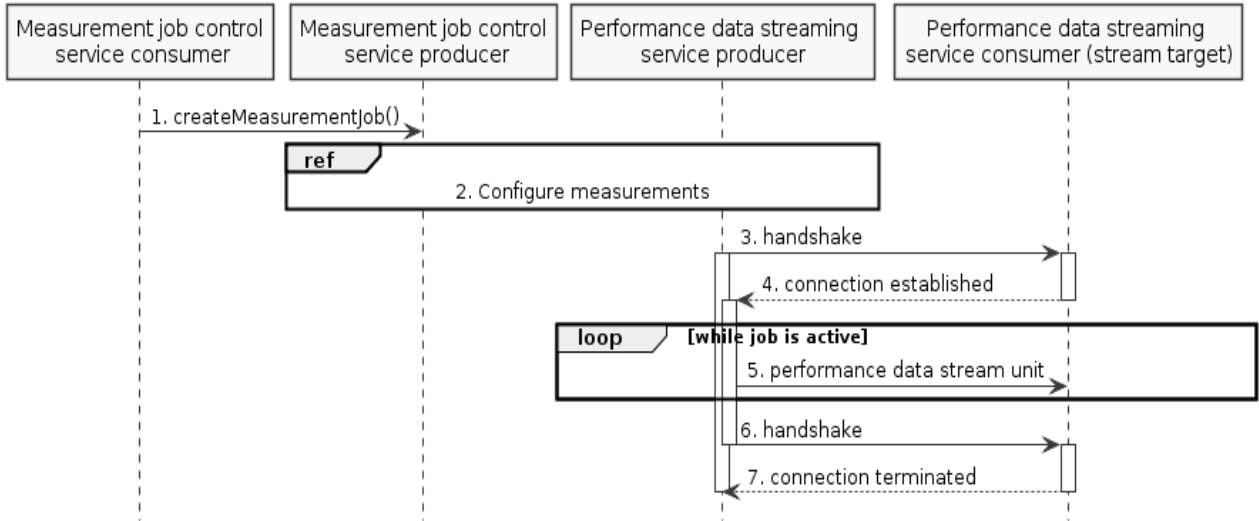 Measurement job control
service consumer
Measurement job control
service producer
Performance data streaming
service producer
Performance data streaming
service consumer (stream target)
1. createMeasurementJob()
ref
2. Configure measurements
3. handshake
4. connection established
loop
[while job is active]
5. performance data stream unit
6. handshake
7. connection terminated